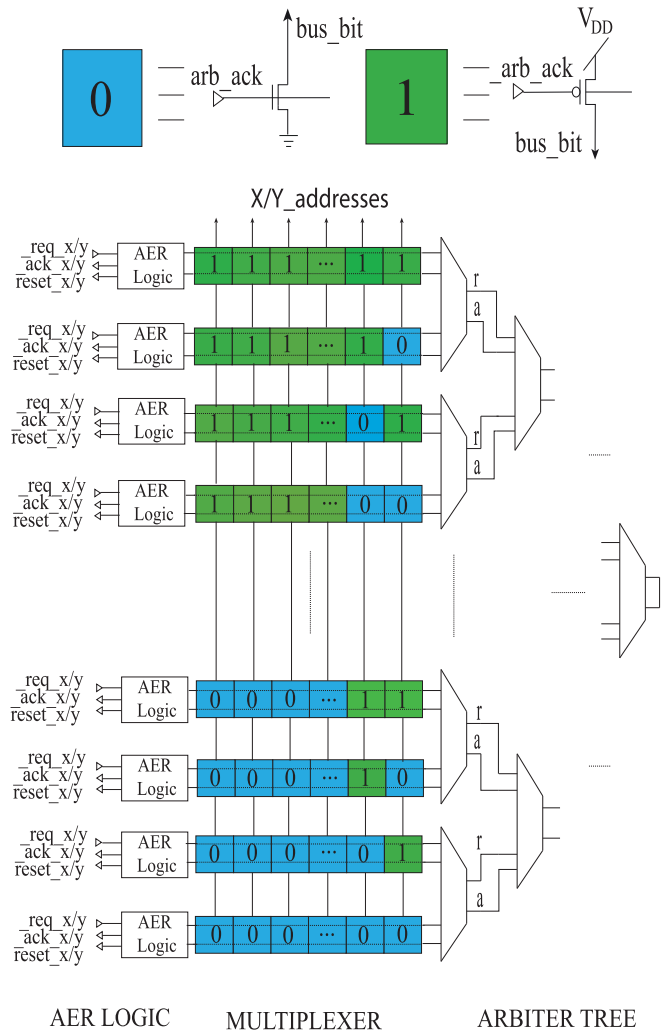 0
arb_ack
bus_bit
1
_arb_ack
V_DD
bus_bit
X/Y_addresses
_req_x/y
_ack_x/y
reset_x/y
AER
Logic
1 1 1 ... 1 1
r
a
_req_x/y
_ack_x/y
reset_x/y
AER
Logic
1 1 1 ... 1 0
_req_x/y
_ack_x/y
reset_x/y
AER
Logic
1 1 1 ... 0 1
r
a
_req_x/y
_ack_x/y
reset_x/y
AER
Logic
1 1 1 ... 0 0
_req_x/y
_ack_x/y
reset_x/y
AER
Logic
0 0 0 ... 1 1
r
a
_req_x/y
_ack_x/y
reset_x/y
AER
Logic
0 0 0 ... 1 0
_req_x/y
_ack_x/y
reset_x/y
AER
Logic
0 0 0 ... 0 1
r
a
_req_x/y
_ack_x/y
reset_x/y
AER
Logic
0 0 0 ... 0 0
AER LOGIC MULTIPLEXER ARBITER TREE